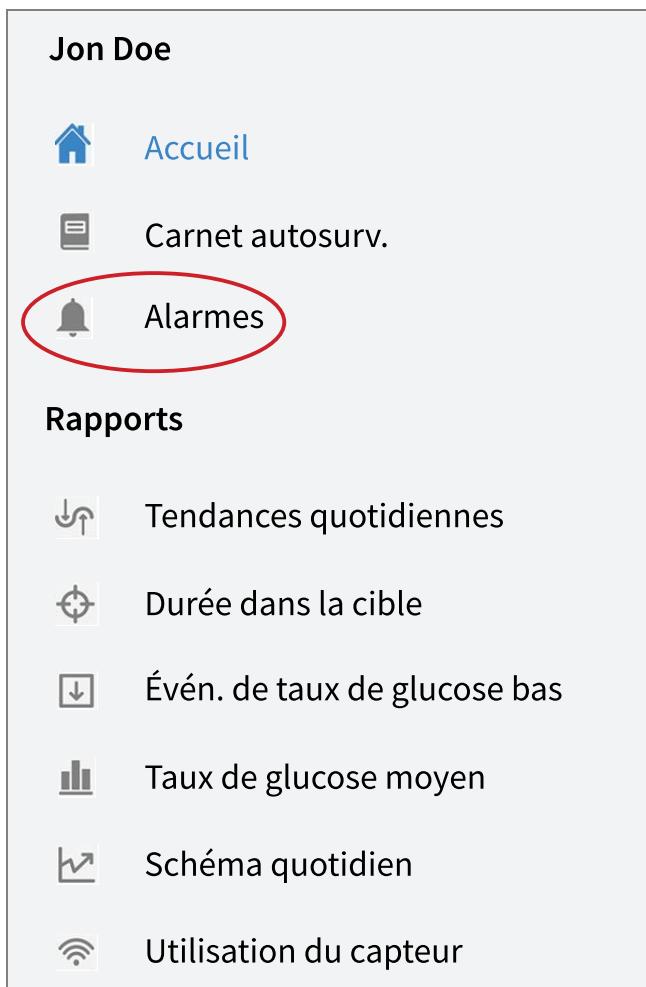 Jon Doe
Accueil
Carnet autosurv.
Alarmes
Rapports
Tendances quotidiennes
Durée dans la cible
Évén. de taux de glucose bas
Taux de glucose moyen
Schéma quotidien
Utilisation du capteur